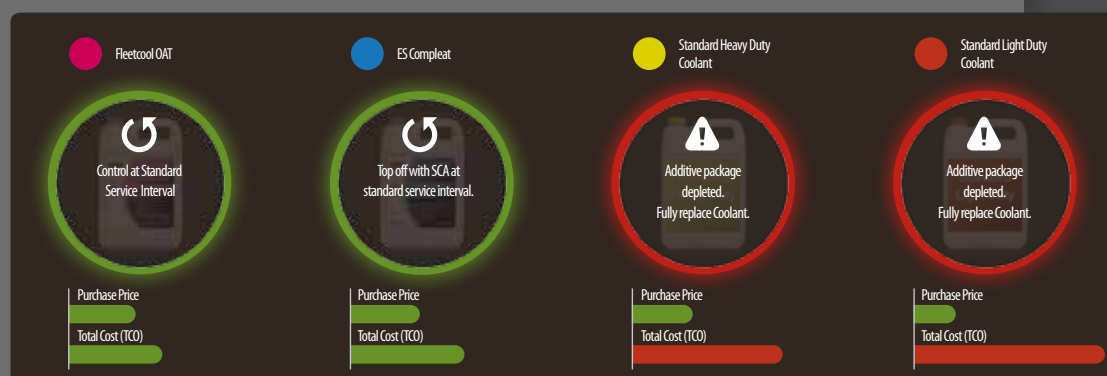 Fleetcool OAT
ES Compleat
Standard Heavy Duty
Coolant
Standard Light Duty
Coolant
Control at Standard
Service Interval
Top off with SCA at
standard service interval.
Additive package
depleted.
Fully replace Coolant.
Additive package
depleted.
Fully replace Coolant.
Purchase Price
Total Cost (TCO)
Purchase Price
Total Cost (TCO)
Purchase Price
Total Cost (TCO)
Purchase Price
Total Cost (TCO)